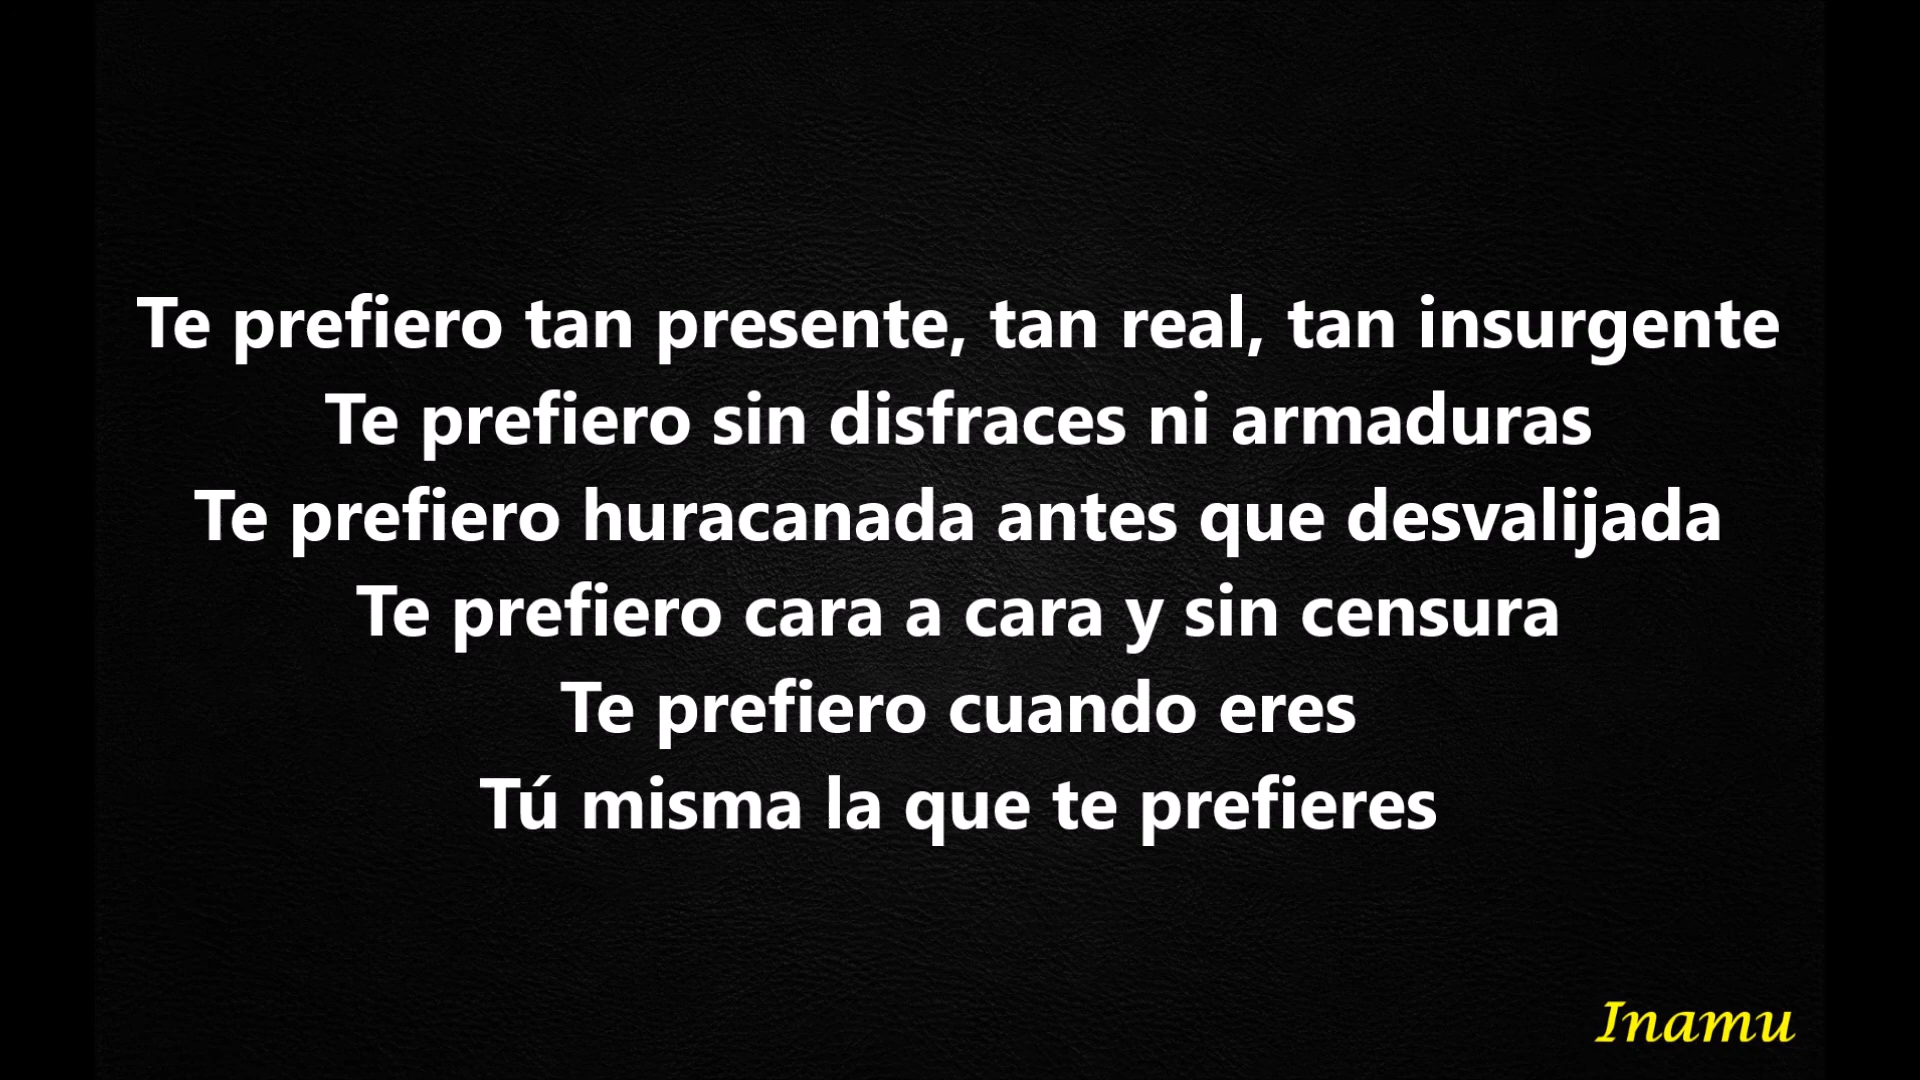 Te prefiero tan presente, tan real, tan insurgente
Te prefiero sin disfraces ni armaduras
Te prefiero huracanada antes que desvalijada
Te prefiero cara a cara y sin censura
Te prefiero cuando eres
Tú misma la que te prefieres
Inamu